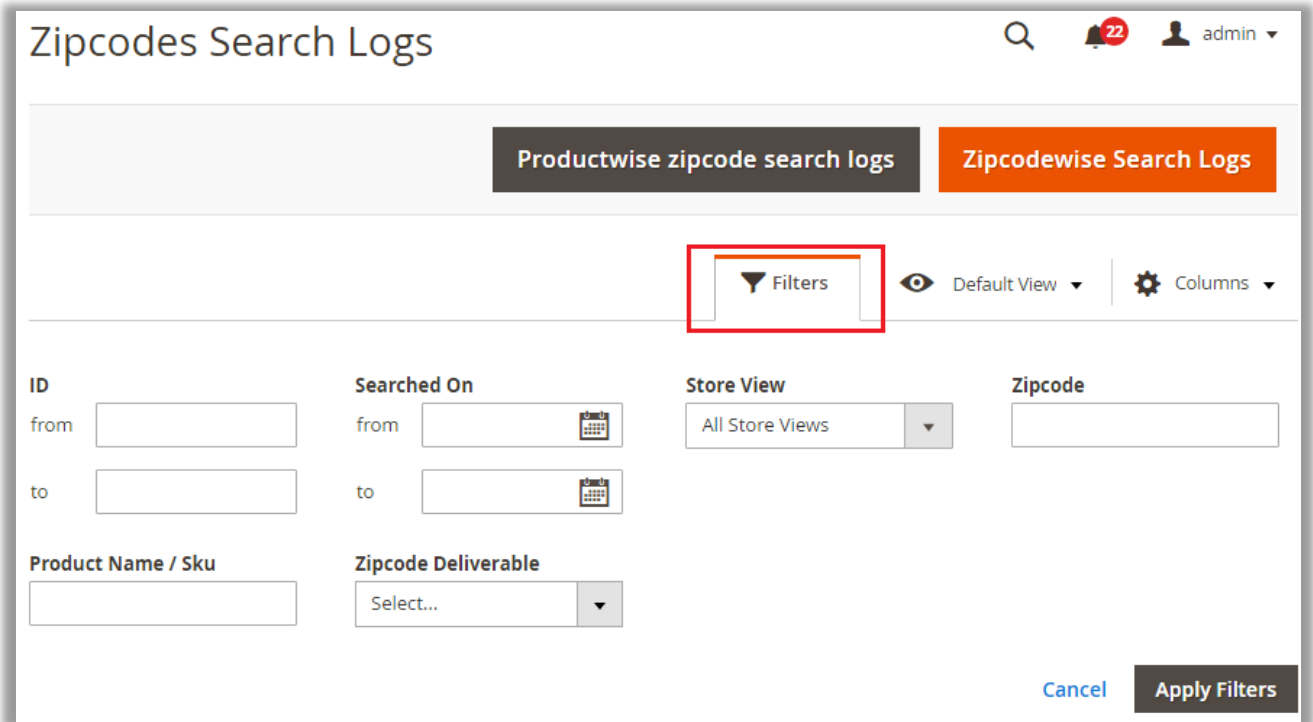 Zipcodes Search Logs
22
admin
Productwise zipcode search logs
Zipcodewise Search Logs
Filters
Default View
Columns
ID
Searched On
Store View
Zipcode
from
from
All Store Views
to
to
Product Name / Sku
Zipcode Deliverable
Select...
Cancel
Apply Filters